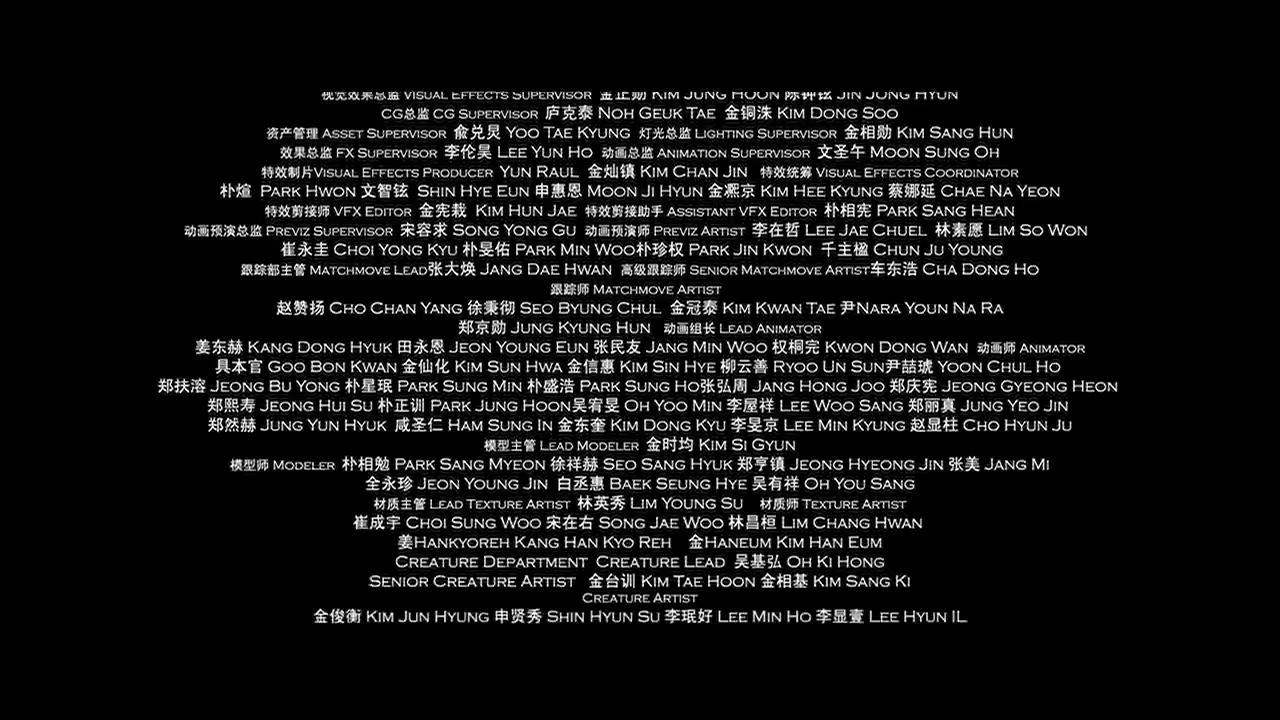 视觉效果总监 VISUAL EFFECTS SUPERVISOR 金正勋 KIM JUNG HOON 陈钟铉 JIN JONG HYUN
CG总监 CG SUPERVISOR 庐克泰 NOH GEUK TAE 金铜洙 KIM DONG SOO
资产管理 ASSET SUPERVISOR 俞兑炅 YOO TAE KYUNG 灯光总监 LIGHTING SUPERVISOR 金相勋 KIM SANG HUN
效果总监 FX SUPERVISOR 李伦昊 LEE YUN HO 动画总监 ANIMATION SUPERVISOR 文圣午 MOON SUNG OH
特效制片VISUAL EFFECTS PRODUCER YUN RAUL 金灿镇 KIM CHAN JIN 特效统筹 VISUAL EFFECTS COORDINATOR
朴煊 PARK HWON 文智铉 SHIN HYE EUN 申惠恩 MOON JI HYUN 金熙京 KIM HEE KYUNG 蔡娜延 CHAE NA YEON
特效剪接师 VFX EDITOR 金宪栽 KIM HUN JAE 特效剪接助手 ASSISTANT VFX EDITOR 朴相宪 PARK SANG HEAN
动画预演总监 PREVIZ SUPERVISOR 宋容求 SONG YONG GU 动画预演师 PREVIZ ARTIST 李在哲 LEE JAE CHUEL 林素愿 LIM SO WON
崔永圭 CHOI YONG KYU 朴旻佑 PARK MIN WOO朴珍权 PARK JIN KWON 千主楹 CHUN JU YOUNG
跟踪部主管 MATCHMOVE LEAD张大焕 JANG DAE HWAN 高级跟踪师 SENIOR MATCHMOVE ARTIST车东浩 CHA DONG HO
跟踪师 MATCHMOVE ARTIST
赵赞扬 CHO CHAN YANG 徐秉彻 SEO BYUNG CHUL 金冠泰 KIM KWAN TAE 尹NARA YOUN NA RA
郑京勋 JUNG KYUNG HUN 动画组长 LEAD ANIMATOR
姜东赫 KANG DONG HYUK 田永恩 JEON YOUNG EUN 张民友 JANG MIN WOO 权桐完 KWON DONG WAN 动画师 ANIMATOR
具本官 GOO BON KWAN 金仙化 KIM SUN HWA 金信惠 KIM SIN HYE 柳云善 RYOO UN SUN尹喆琥 YOON CHUL HO
郑扶溶 JEONG BU YONG 朴星珉 PARK SUNG MIN 朴盛浩 PARK SUNG HO张弘周 JANG HONG JOO 郑庆宪 JEONG GYEONG HEON
郑熙寿 JEONG HUI SU 朴正训 PARK JUNG HOON吴宥旻 OH YOO MIN 李屋祥 LEE WOO SANG 郑丽真 JUNG YEO JIN
郑然赫 JUNG YUN HYUK 咸圣仁 HAM SUNG IN 金东奎 KIM DONG KYU 李旻京 LEE MIN KYUNG 赵显柱 CHO HYUN JU
模型主管 LEAD MODELER 金时均 KIM SI GYUN
模型师 MODELER 朴相勉 PARK SANG MYEON 徐祥赫 SEO SANG HYUK 郑亨镇 JEONG HYEONG JIN 张美 JANG MI
全永珍 JEON YOUNG JIN 白丞惠 BAEK SEUNG HYE 吴有祥 OH YOU SANG
材质主管 LEAD TEXTURE ARTIST 林英秀 LIM YOUNG SU 材质师 TEXTURE ARTIST
崔成宇 CHOI SUNG WOO 宋在右 SONG JAE WOO 林昌桓 LIM CHANG HWAN
姜HANKYOREH KANG HAN KYO REH 金HANEUM KIM HAN EUM
CREATURE DEPARTMENT CREATURE LEAD 吴基弘 OH KI HONG
SENIOR CREATURE ARTIST 金台训 KIM TAE HOON 金相基 KIM SANG KI
CREATURE ARTIST
金俊衡 KIM JUN HYUNG 申贤秀 SHIN HYUN SU 李珉好 LEE MIN HO 李显壹 LEE HYUN IL